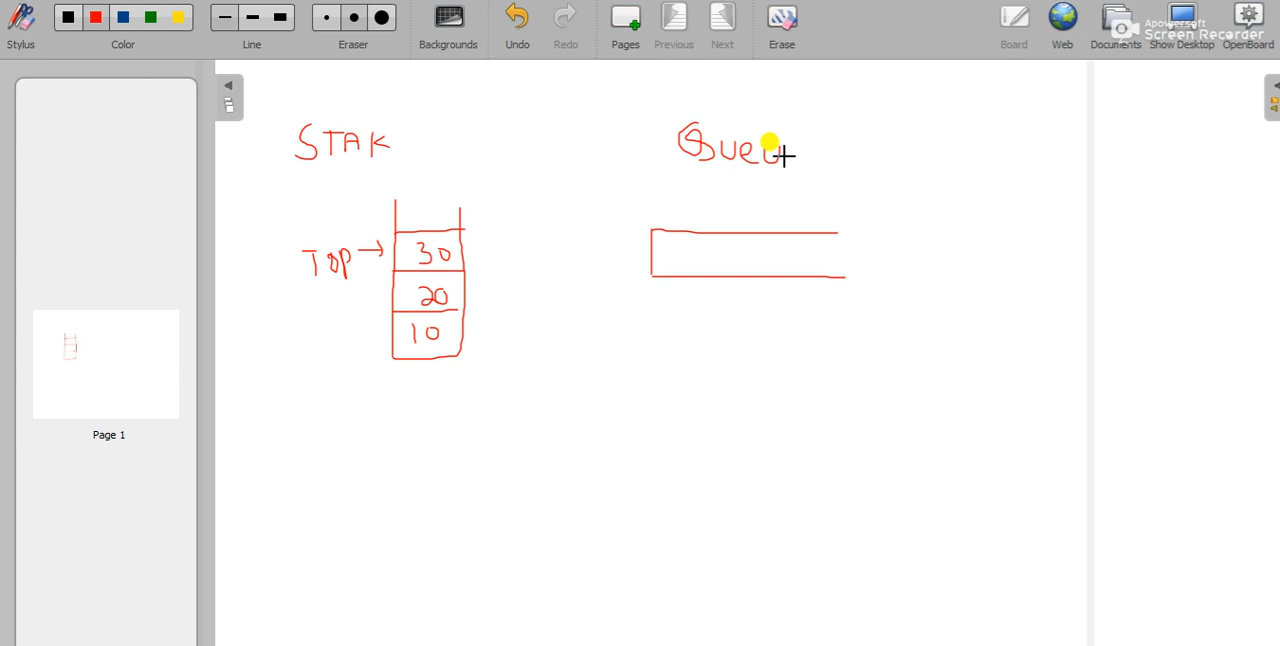 Stylus
Color
Line
Eraser
Backgrounds
Undo
Redo
Pages
Previous
Next
Erase
Board
Web
Documents
Show Desktop
OpenBoard
Apowersoft
Screen Recorder
STAK
Queu
Top → 30
20
10
Page 1